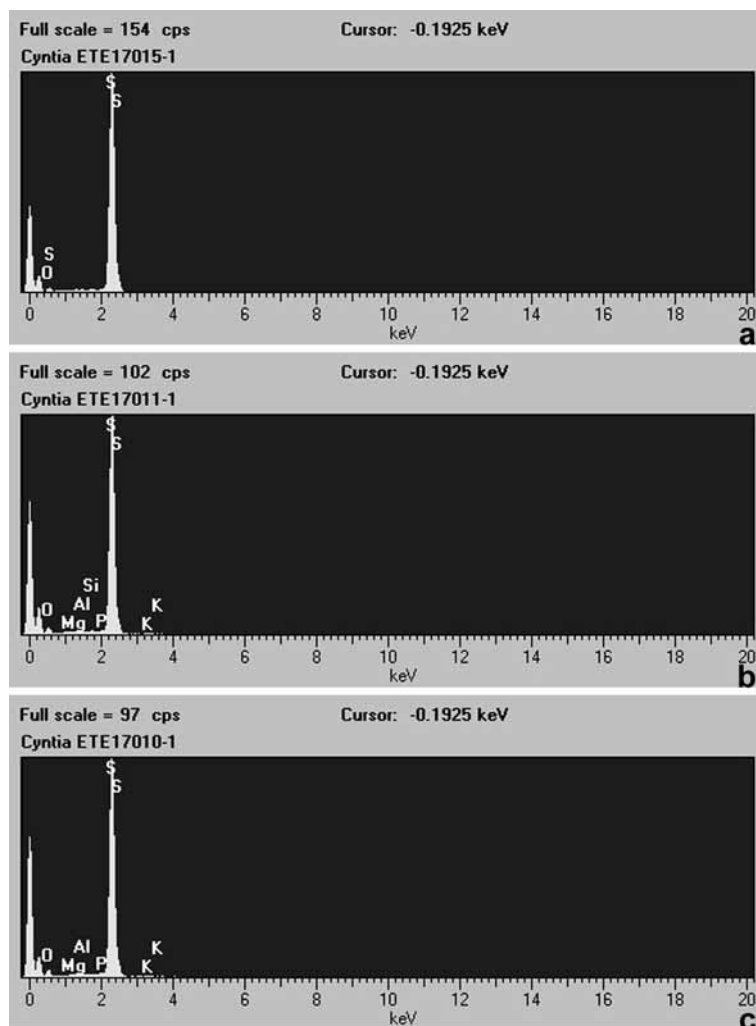 Full scale = 154 cps Cursor: -0.1925 keV
Cyntia ETE17015-1
S
S
S
O
0 2 4 6 8 10 12 14 16 18 20
keV
a
Full scale = 102 cps Cursor: -0.1925 keV
Cyntia ETE17011-1
S
S
Si
O Al K
Mg P K
0 2 4 6 8 10 12 14 16 18 20
keV
b
Full scale = 97 cps Cursor: -0.1925 keV
Cyntia ETE17010-1
S
S
O Al K
Mg P K
0 2 4 6 8 10 12 14 16 18 20
keV
c